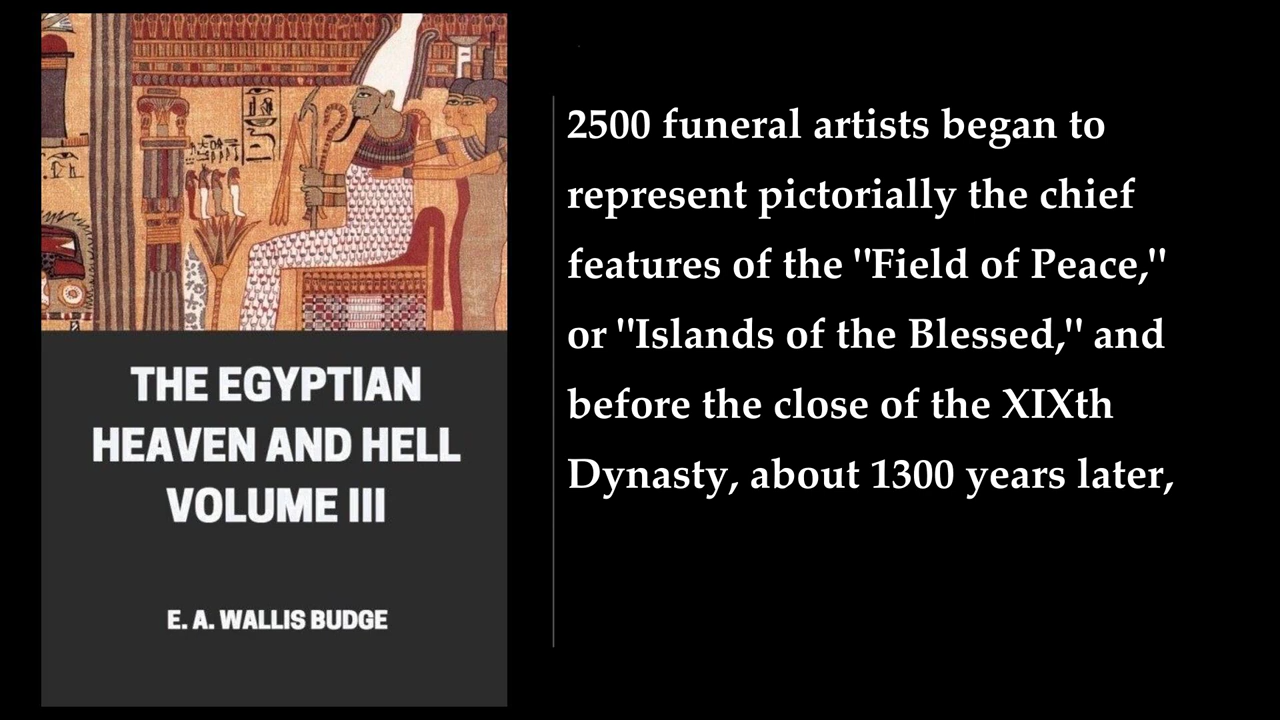 THE EGYPTIAN
HEAVEN AND HELL
VOLUME III
E. A. WALLIS BUDGE
2500 funeral artists began to
represent pictorially the chief
features of the "Field of Peace,"
or "Islands of the Blessed," and
before the close of the XIXth
Dynasty, about 1300 years later,